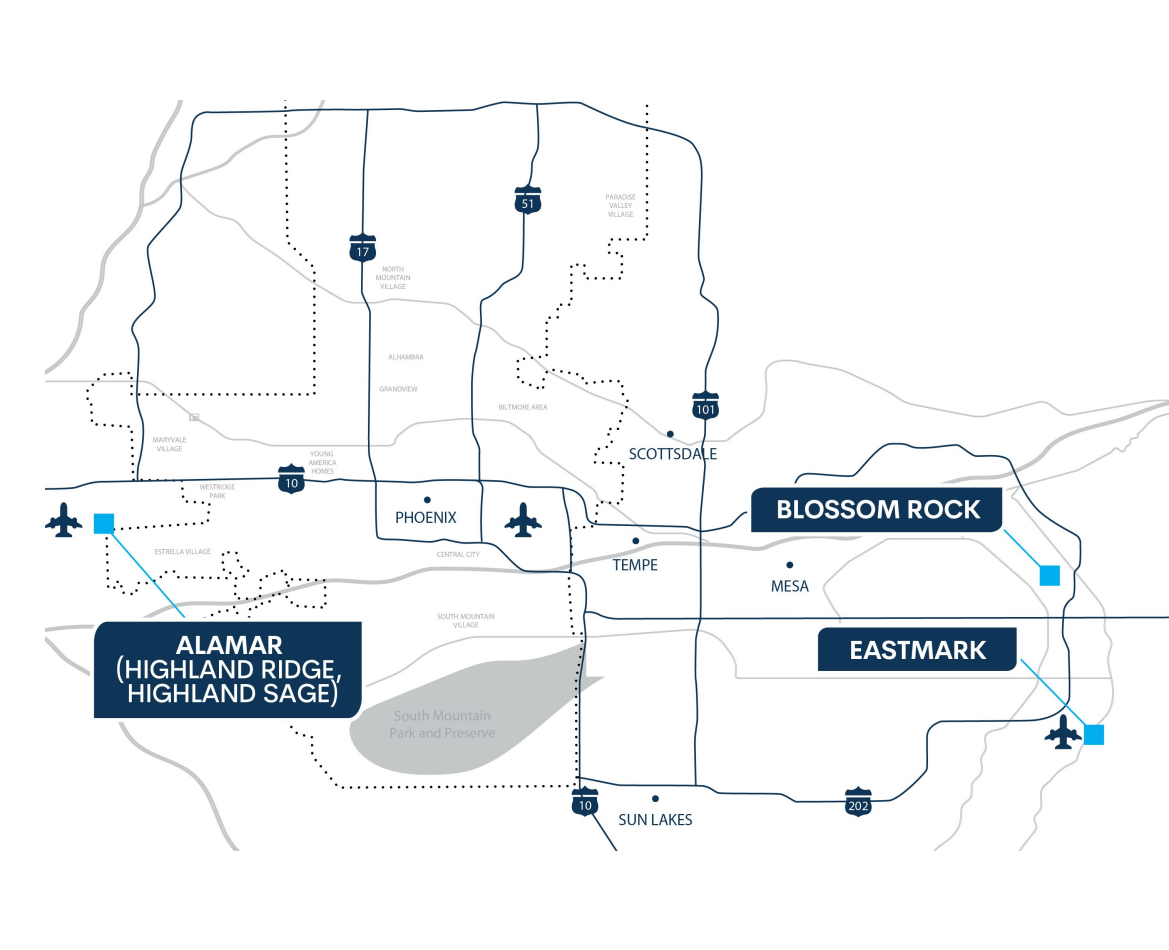 51
PARADISE
VALLEY
VILLAGE
17
NORTH
MOUNTAIN
VILLAGE
ALHAMBRA
GRANDVIEW
BILTMORE AREA
101
MARYVALE
VILLAGE
SCOTTSDALE
YOUNG
AMERICA
HOMES
10
WESTRIDGE
PARK
PHOENIX
BLOSSOM ROCK
ESTRELLA VILLAGE
CENTRAL CITY
TEMPE
MESA
SOUTH MOUNTAIN
VILLAGE
ALAMAR
(HIGHLAND RIDGE,
HIGHLAND SAGE)
EASTMARK
South Mountain
Park and Preserve
10
202
SUN LAKES